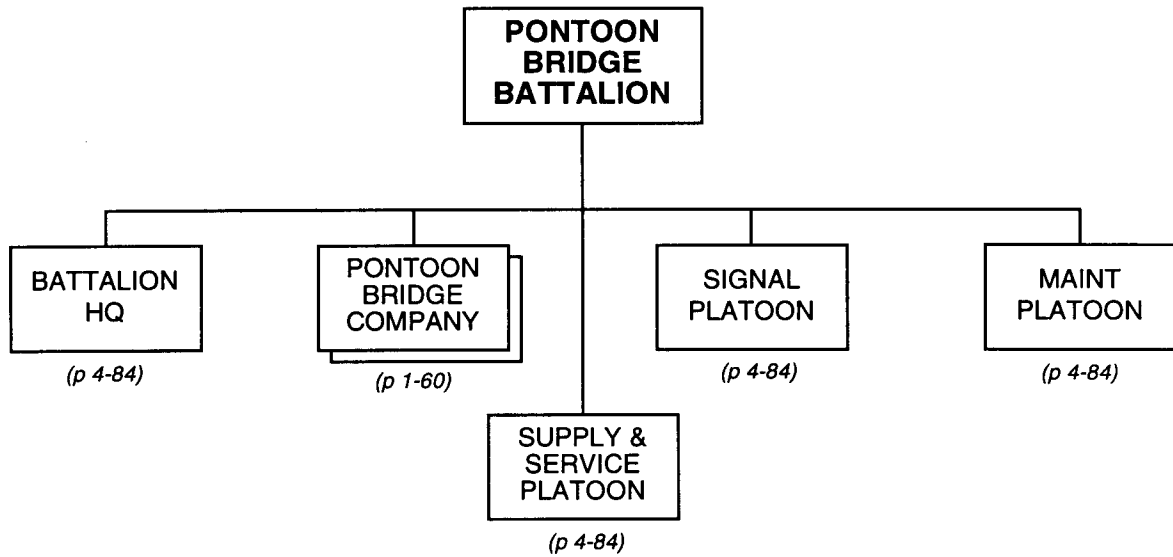 PONTOON
BRIDGE
BATTALION
BATTALION
HQ
(p 4-84)
PONTOON
BRIDGE
COMPANY
(p 1-60)
SIGNAL
PLATOON
(p 4-84)
MAINT
PLATOON
(p 4-84)
SUPPLY &
SERVICE
PLATOON
(p 4-84)